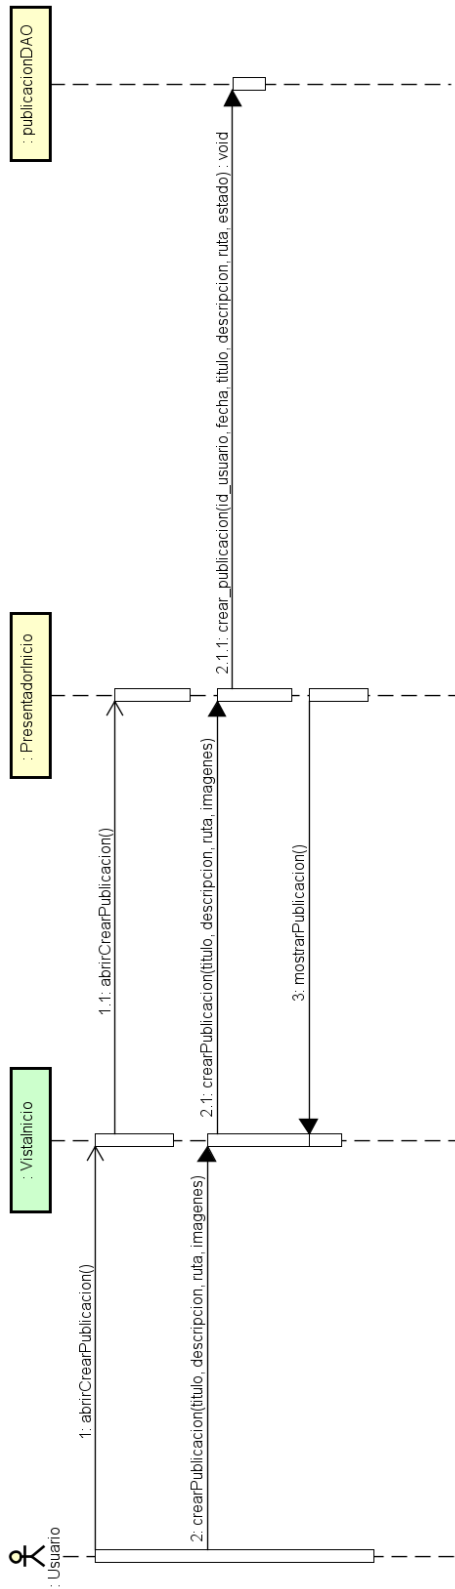 : Usuario
: VistaInicio
: PresentadorInicio
: publicacionDAO
1: abrirCrearPublicacion()
1.1: abrirCrearPublicacion()
2: crearPublicacion(titulo, descripcion, ruta, imagenes)
2.1: crearPublicacion(titulo, descripcion, ruta, imagenes)
2.1.1: crear_publicacion(id_usuario, fecha, titulo, descripcion, ruta, estado) : void
3: mostrarPublicacion()